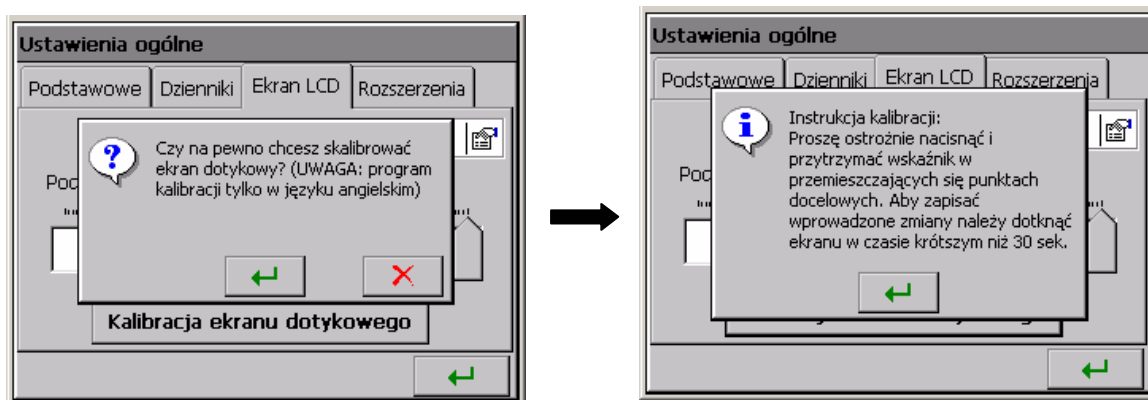 Ustawienia ogólne
Podstawowe Dzienniki Ekran LCD Rozszerzenia
Czy na pewno chcesz skalibrować
ekran dotykowy? (UWAGA: program
kalibracji tylko w języku angielskim)
Kalibracja ekranu dotykowego
Ustawienia ogólne
Podstawowe Dzienniki Ekran LCD Rozszerzenia
Instrukcja kalibracji:
Proszę ostrożnie nacisnąć i
przytrzymać wskaźnik w
przemieszczających się punktach
docelowych. Aby zapisać
wprowadzone zmiany należy dotknąć
ekranu w czasie krótszym niż 30 sek.